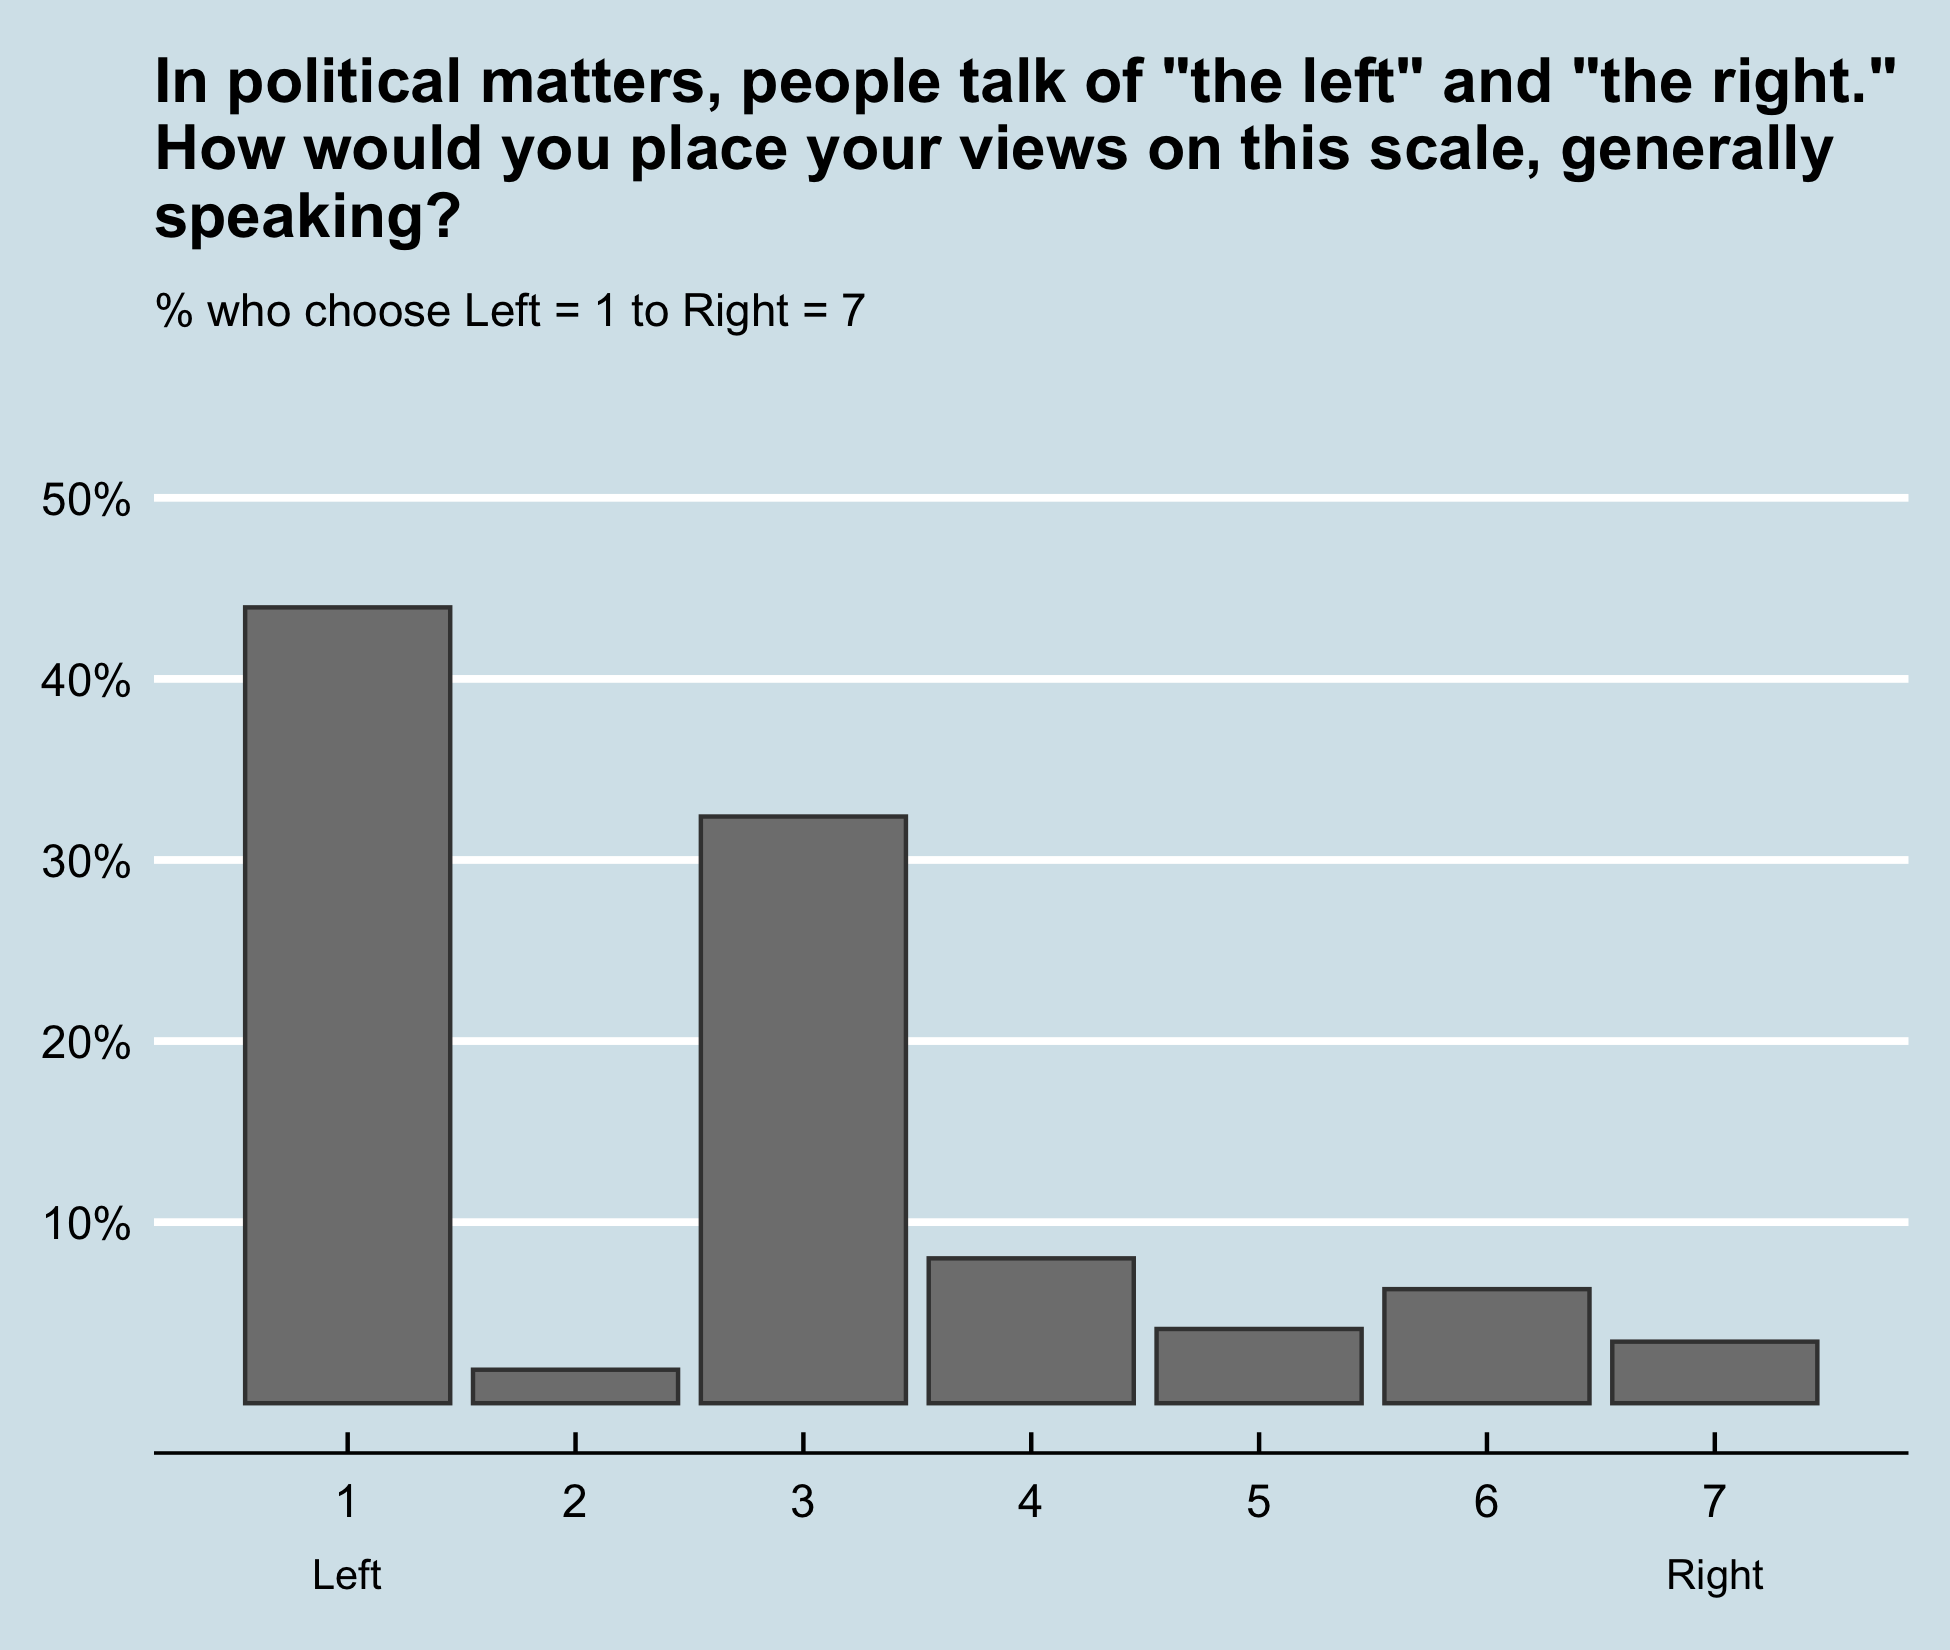 In political matters, people talk of "the left" and "the right."
How would you place your views on this scale, generally
speaking?
% who choose Left = 1 to Right = 7
50%
40%
30%
20%
10%
1 2 3 4 5 6 7
Left Right